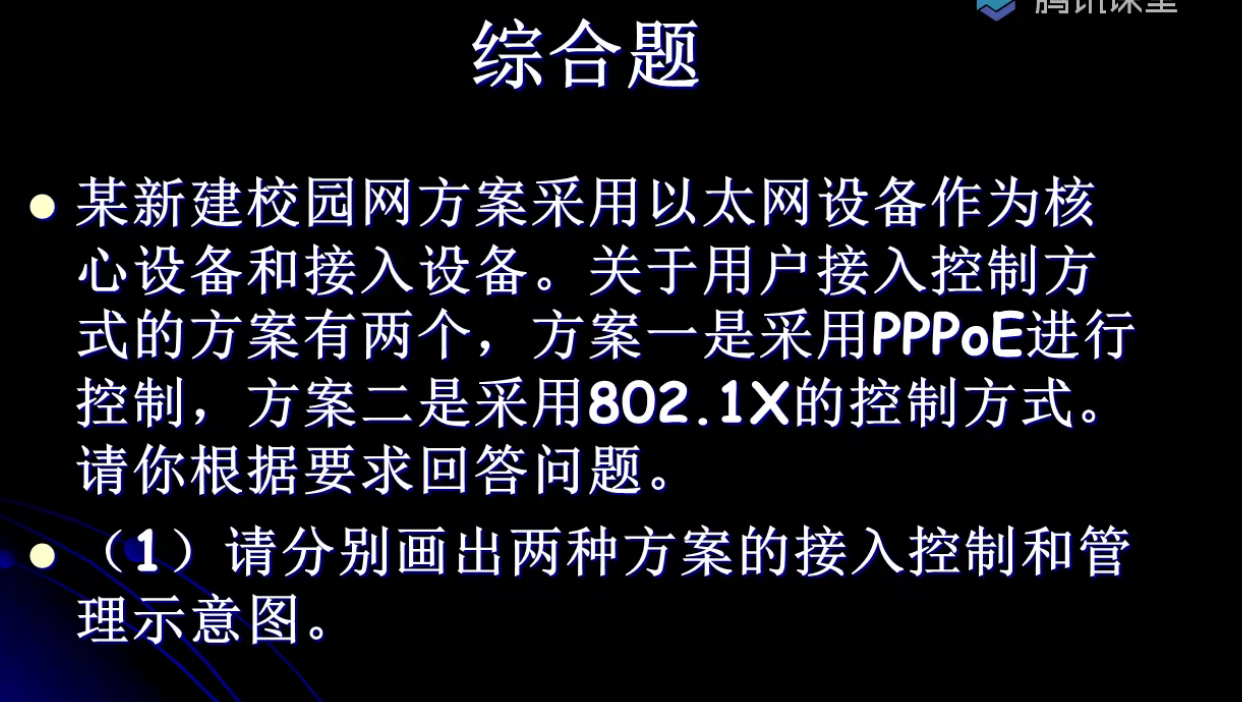 腾讯课堂
综合题
某新建校园网方案采用以太网设备作为核
心设备和接入设备。关于用户接入控制方
式的方案有两个，方案一是采用PPPoE进行
控制，方案二是采用802.1X的控制方式。
请你根据要求回答问题。
（1）请分别画出两种方案的接入控制和管
理示意图。